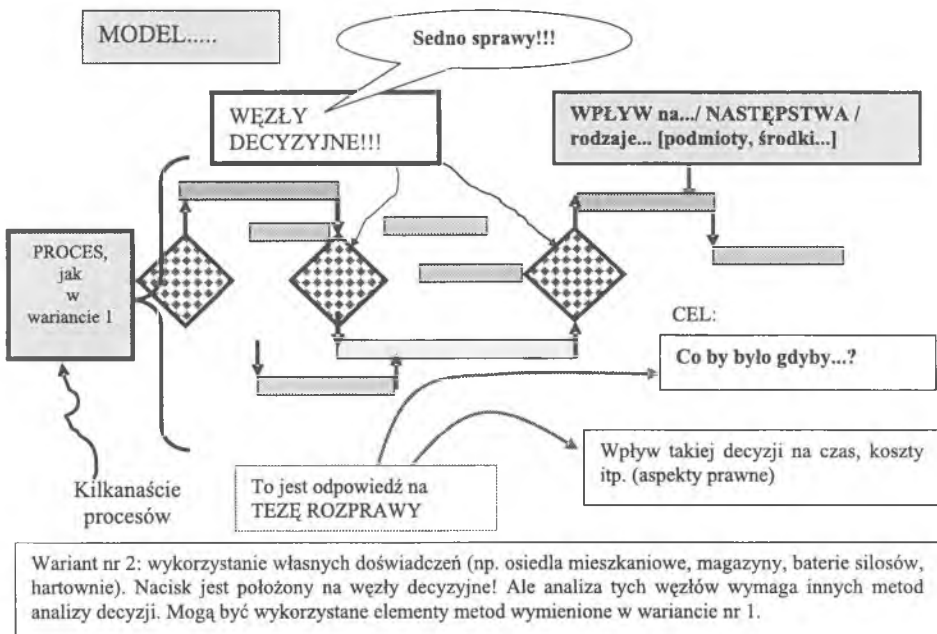 MODEL.....
Sedno sprawy!!!
WĘZŁY
DECYZYJNE!!!
WPŁYW na.../ NASTĘPSTWA /
rodzaje... [podmioty, środki...]
PROCES,
jak
w
wariancie 1
CEL:
Co by było gdyby...?
Wpływ takiej decyzji na czas, koszty
itp. (aspekty prawne)
Kilkanaście
procesów
To jest odpowiedź na
TEZĘ ROZPRAWY
Wariant nr 2: wykorzystanie własnych doświadczeń (np. osiedla mieszkaniowe, magazyny, baterie silosów,
hartownie). Nacisk jest położony na węzły decyzyjne! Ale analiza tych węzłów wymaga innych metod
analizy decyzji. Mogą być wykorzystane elementy metod wymienione w wariancie nr 1.